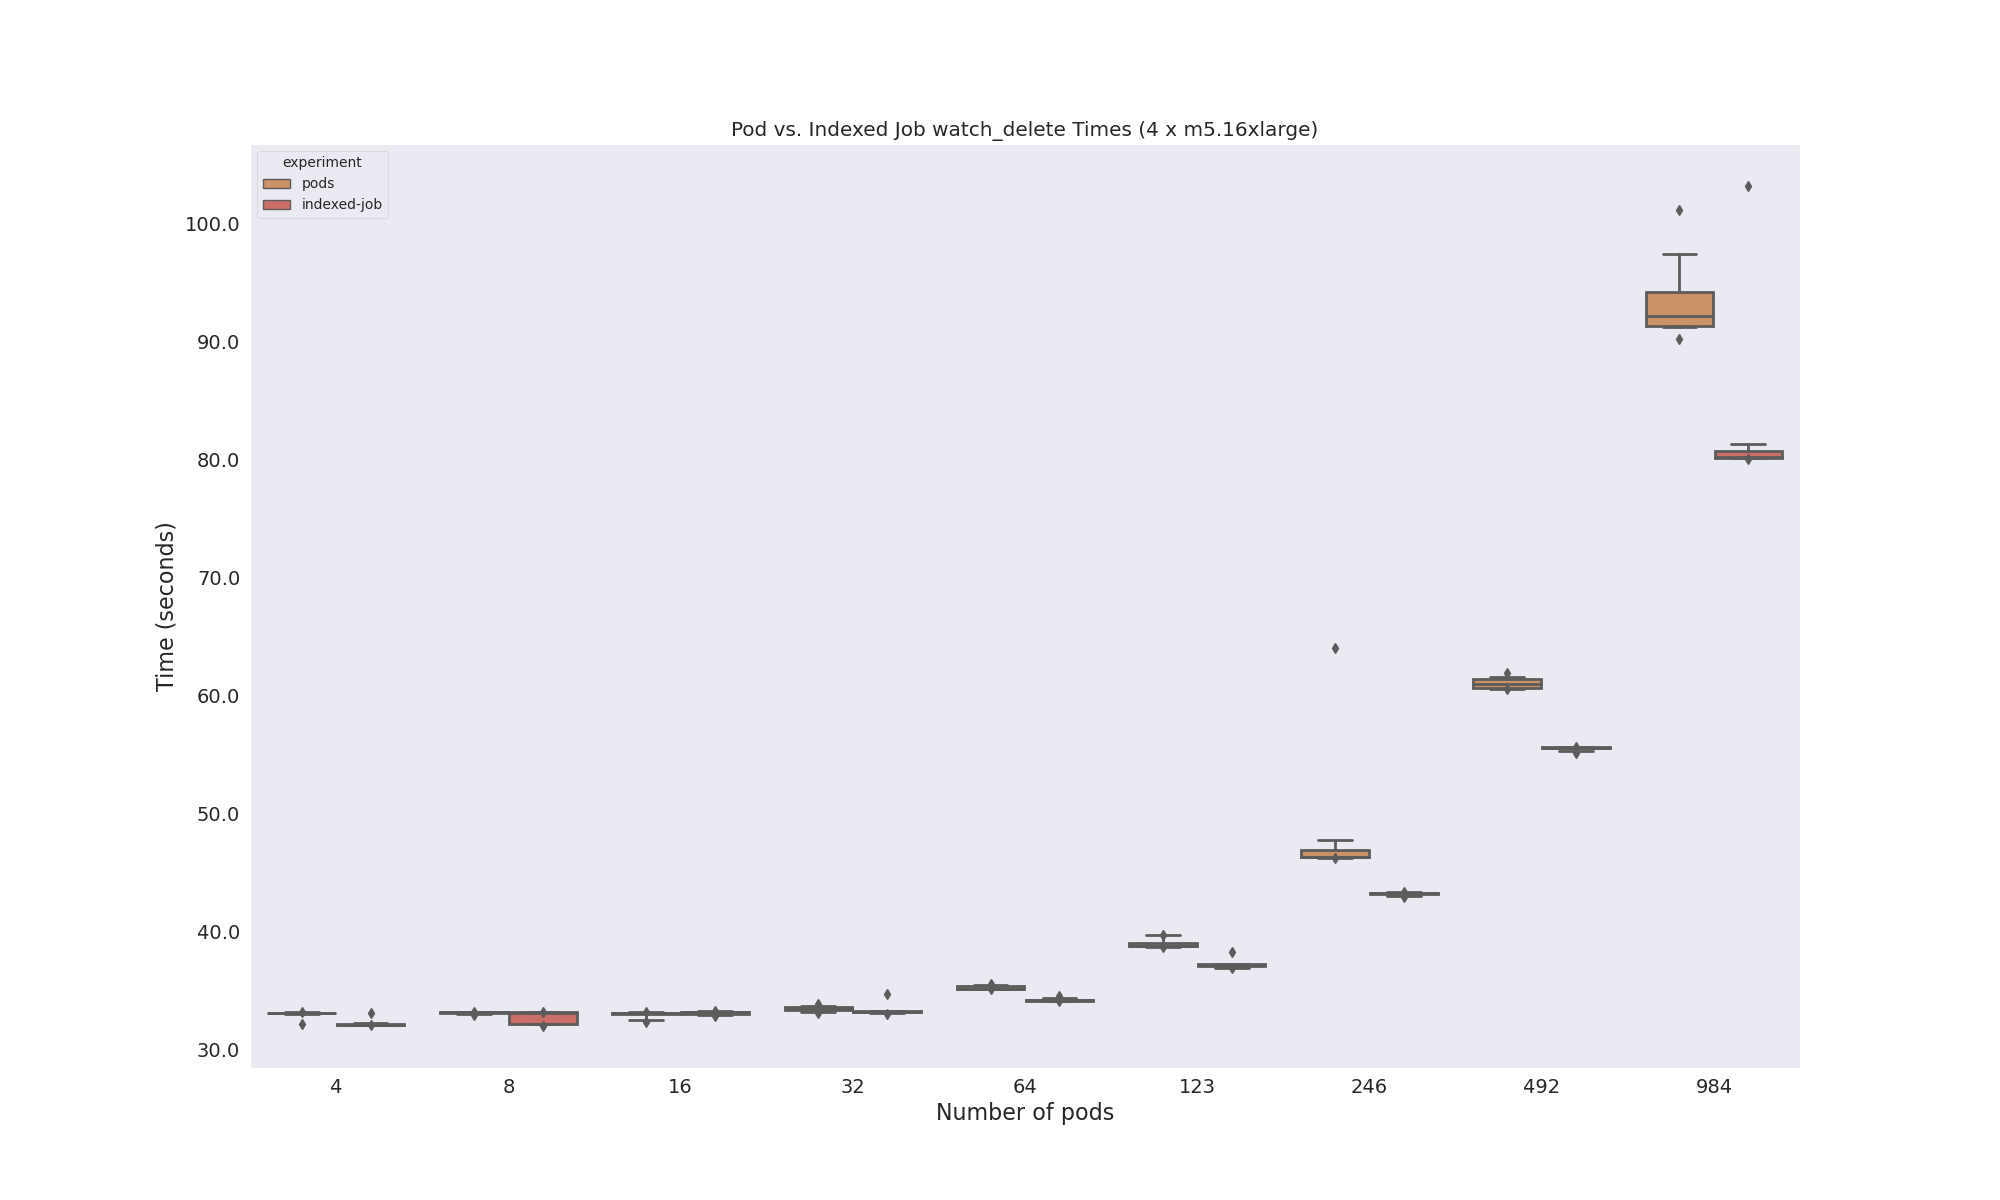 Pod vs. Indexed Job watch_delete Times (4 x m5.16xlarge)
experiment
pods
indexed-job
100.0
90.0
80.0
70.0
60.0
50.0
40.0
30.0
Time (seconds)
4 8 16 32 64 123 246 492 984
Number of pods